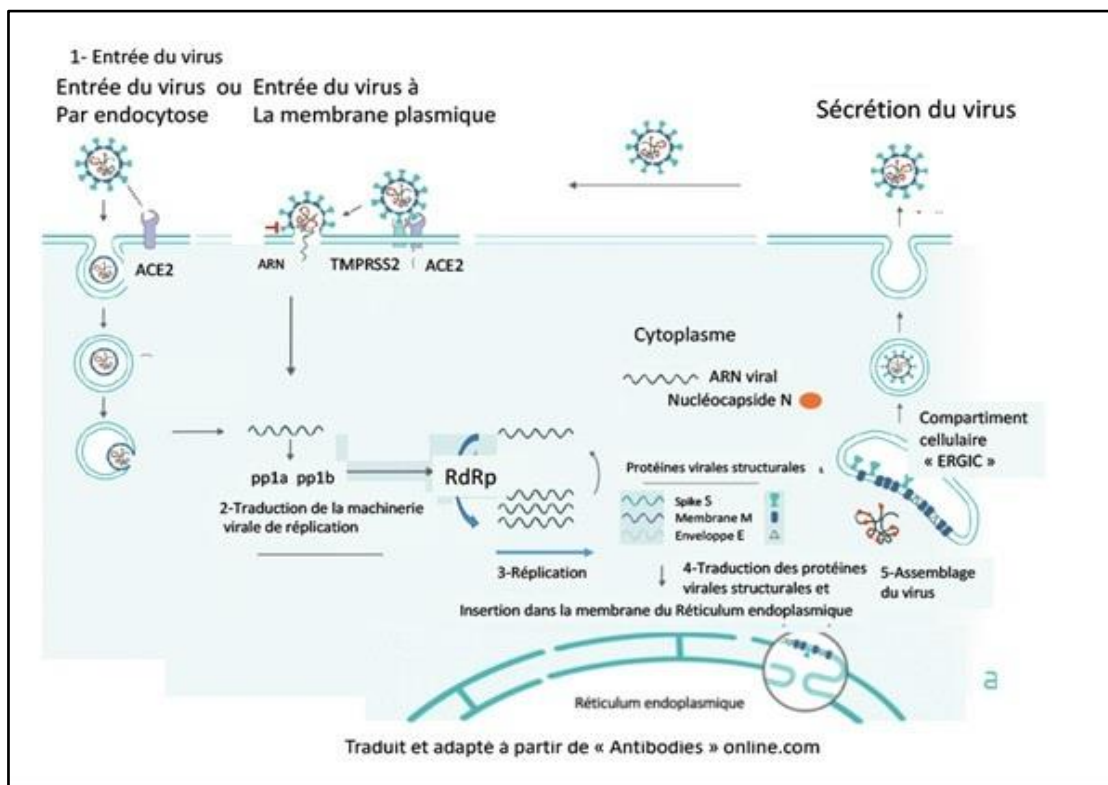 1- Entrée du virus
Entrée du virus ou
Par endocytose
Entrée du virus à
La membrane plasmique
Sécrétion du virus
ACE2
ARN
TMPRSS2
ACE2
Cytoplasme
ARN viral
Nucléocapside N
Compartiment
cellulaire
« ERGIC »
pp1a pp1b
RdRp
Protéines virales structurales
Spike S
Membrane M
Enveloppe E
2-Traduction de la machinerie
virale de réplication
3-Réplication
4-Traduction des protéines
virales structurales et
Insertion dans la membrane du Réticulum endoplasmique
5-Assemblage
du virus
Réticulum endoplasmique
a
Traduit et adapté à partir de « Antibodies » online.com